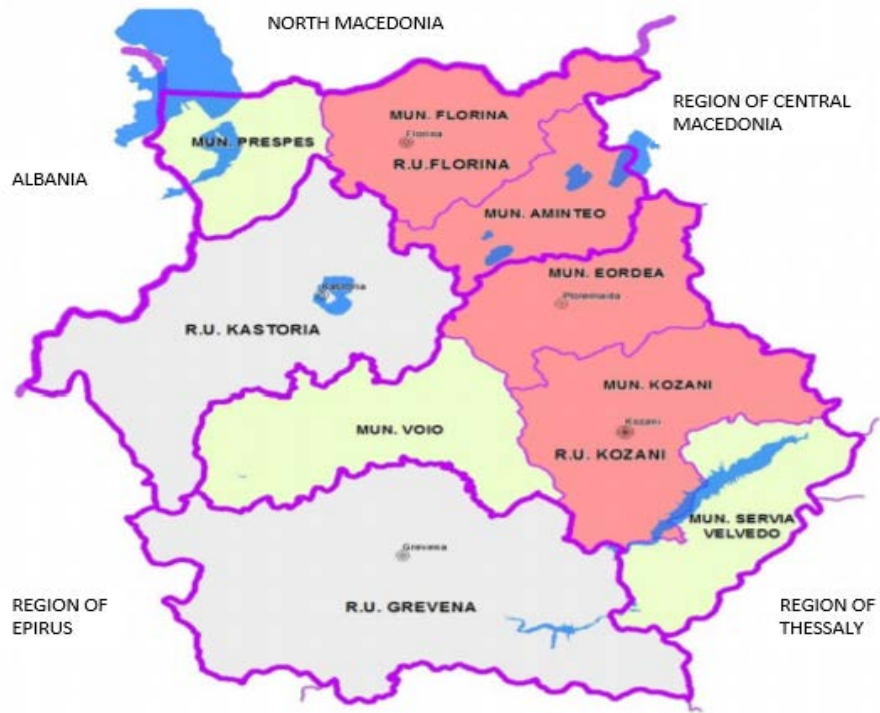 NORTH MACEDONIA
REGION OF CENTRAL
MACEDONIA
ALBANIA
MUN. PRESPES
MUN. FLORINA
Florina
R.U.FLORINA
MUN. AMINTEO
MUN. EORDEA
Ptolemaida
Kastoria
R.U. KASTORIA
MUN. KOZANI
Kozani
R.U. KOZANI
MUN. VOIO
MUN. SERVIA
VELVEDO
Grevena
R.U. GREVENA
REGION OF
EPIRUS
REGION OF
THESSALY